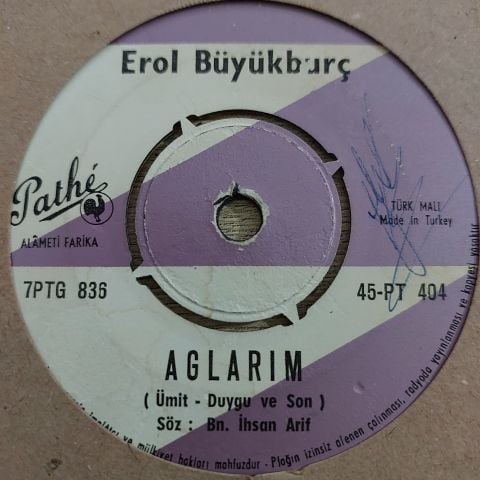 Erol Büyükburç
Pathé
ALÂMETİ FARİKA
TÜRK MALI
Made in Turkey
7PTG 836
45-PT 404
AGLARIM
( Ümit - Duygu ve Son )
Söz : Bn. İhsan Arif
ve mülkiyet hakları mahfuzdur - Plağın izinsiz alenen çalınması, radyoda yayınlanması ve kopyesi yasaktır